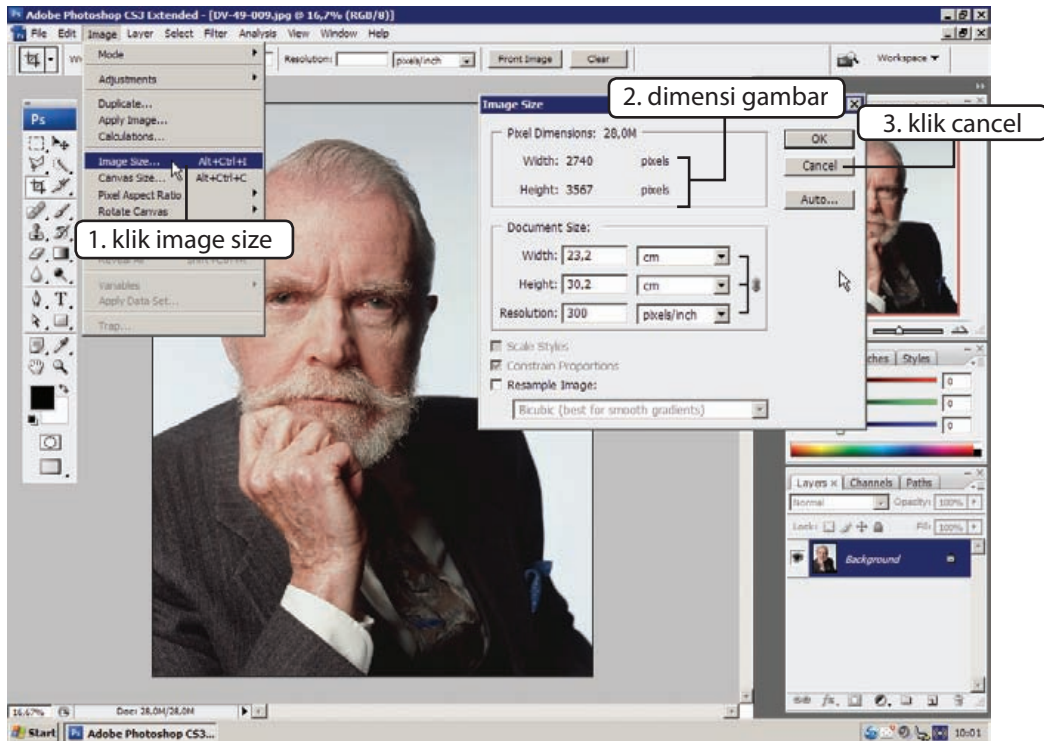 Adobe Photoshop CS3 Extended - [DV-49-009.jpg @ 16,7% (RGB/8)]
File Edit Image Layer Select Filter Analysis View Window Help
Resolution: pixels/inch Front Image Clear Workspace
Mode
Adjustments
Duplicate...
Apply Image...
Calculations...
Image Size... Alt+Ctrl+I
Canvas Size... Alt+Ctrl+C
Pixel Aspect Ratio
Rotate Canvas
1. klik image size
Variables
Apply Data Set...
Trap...
Ps
Image Size
2. dimensi gambar
3. klik cancel
Pixel Dimensions: 28,0M
Width: 2740 pixels
Height: 3567 pixels
OK
Cancel
Auto...
Document Size:
Width: 23,2 cm
Height: 30,2 cm
Resolution: 300 pixels/inch
Scale Styles
Constrain Proportions
Resample Image:
Bicubic (best for smooth gradients)
ches Styles
0
0
0
Layers × Channels Paths
Normal Opacity: 100%
Lock: Fill: 100%
Background
16.67% Doc: 28,0M/28,0M
Start Adobe Photoshop CS3... 10:01